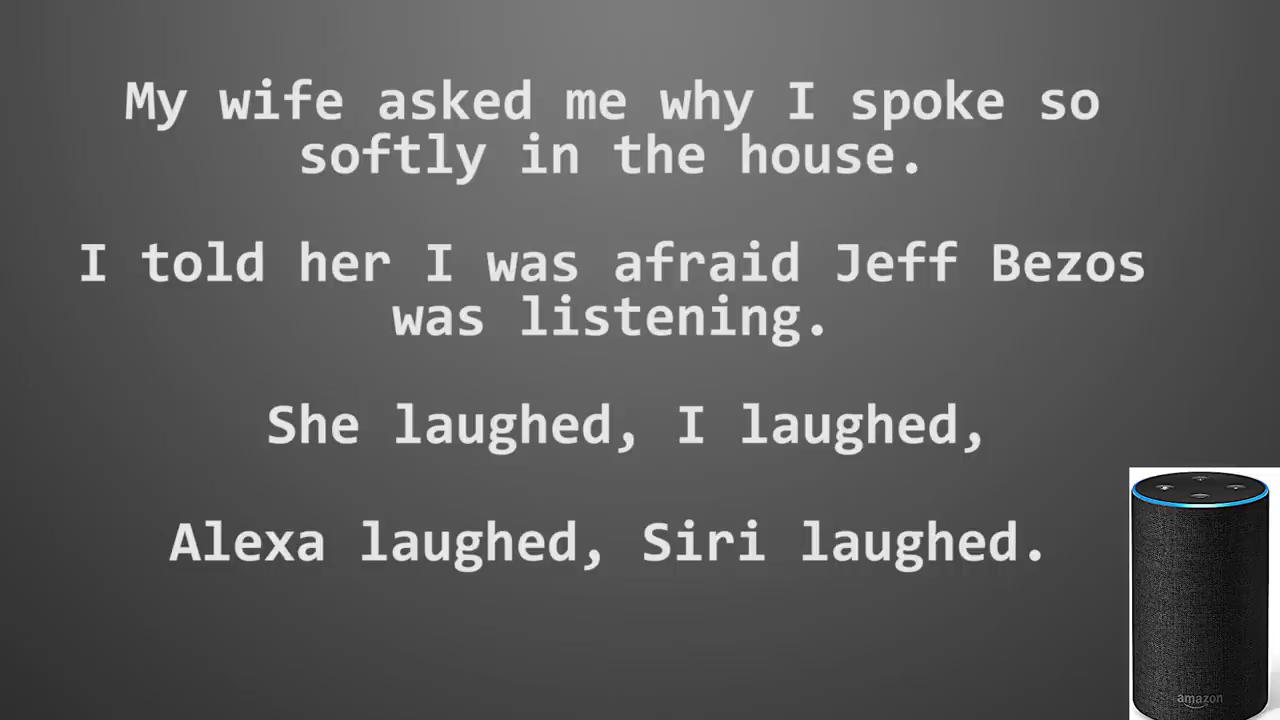 My wife asked me why I spoke so
softly in the house.
I told her I was afraid Jeff Bezos
was listening.
She laughed, I laughed,
Alexa laughed, Siri laughed.
amazon